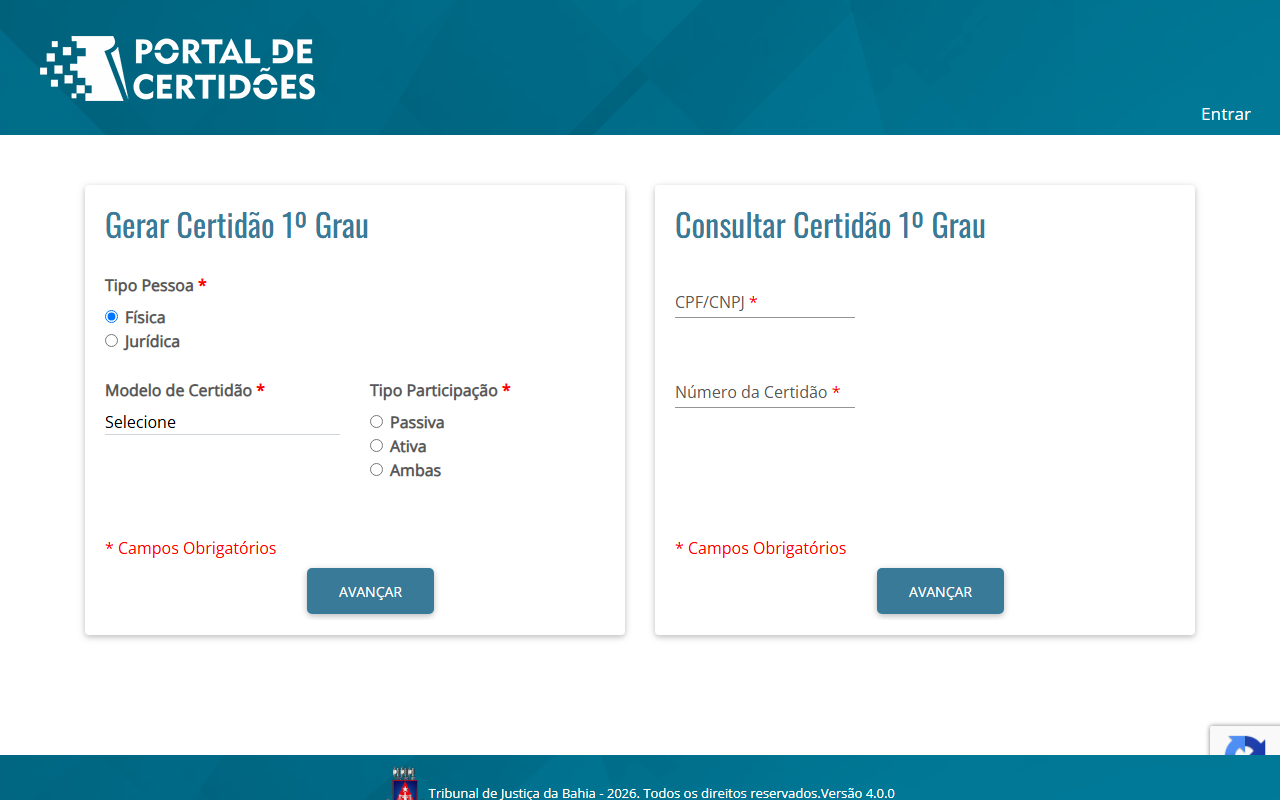 PORTAL DE
CERTIDÕES
Entrar
Gerar Certidão 1º Grau
Tipo Pessoa *
Física
Jurídica
Modelo de Certidão *
Selecione
Tipo Participação *
Passiva
Ativa
Ambas
* Campos Obrigatórios
AVANÇAR
Consultar Certidão 1º Grau
CPF/CNPJ *
Número da Certidão *
* Campos Obrigatórios
AVANÇAR
Tribunal de Justiça da Bahia - 2026. Todos os direitos reservados.Versão 4.0.0